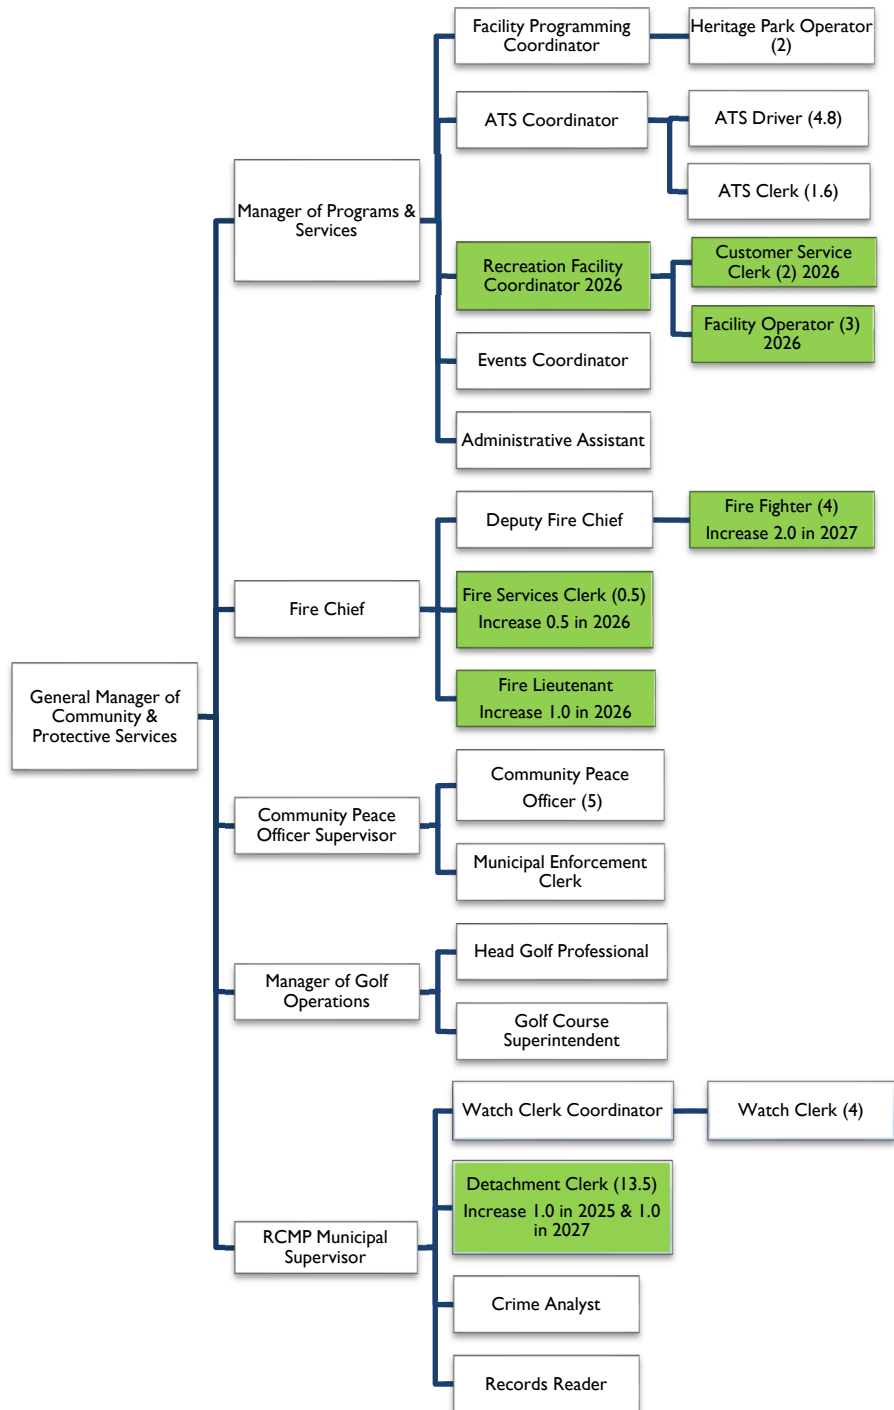 Facility Programming
Coordinator
Heritage Park Operator
(2)
ATS Coordinator
ATS Driver (4.8)
ATS Clerk (1.6)
Manager of Programs &
Services
Recreation Facility
Coordinator 2026
Customer Service
Clerk (2) 2026
Facility Operator (3)
2026
Events Coordinator
Administrative Assistant
Deputy Fire Chief
Fire Fighter (4)
Increase 2.0 in 2027
Fire Chief
Fire Services Clerk (0.5)
Increase 0.5 in 2026
Fire Lieutenant
Increase 1.0 in 2026
General Manager of
Community &
Protective Services
Community Peace
Officer Supervisor
Community Peace
Officer (5)
Municipal Enforcement
Clerk
Manager of Golf
Operations
Head Golf Professional
Golf Course
Superintendent
Watch Clerk Coordinator
Watch Clerk (4)
Detachment Clerk (13.5)
Increase 1.0 in 2025 & 1.0
in 2027
RCMP Municipal
Supervisor
Crime Analyst
Records Reader